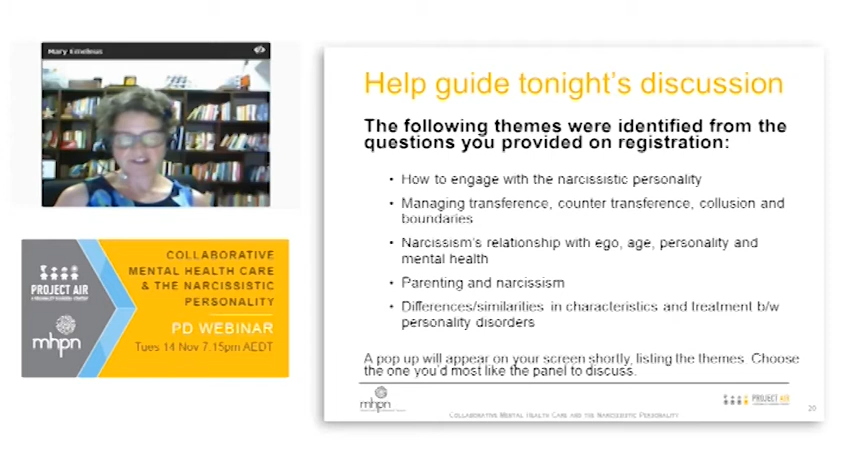 Mary Emeleus
COLLABORATIVE
MENTAL HEALTH CARE
& THE NARCISSISTIC
PERSONALITY
PD WEBINAR
Tues 14 Nov 7.15pm AEDT
PROJECT AIR
A PERSONALITY DISORDERS STRATEGY
mhpn
Help guide tonight's discussion
The following themes were identified from the
questions you provided on registration:
• How to engage with the narcissistic personality
• Managing transference, counter transference, collusion and
boundaries
• Narcissism's relationship with ego, age, personality and
mental health
• Parenting and narcissism
• Differences/similarities in characteristics and treatment b/w
personality disorders
A pop up will appear on your screen shortly, listing the themes. Choose
the one you'd most like the panel to discuss.
mhpn
COLLABORATIVE MENTAL HEALTH CARE AND THE NARCISSISTIC PERSONALITY
PROJECT AIR
20